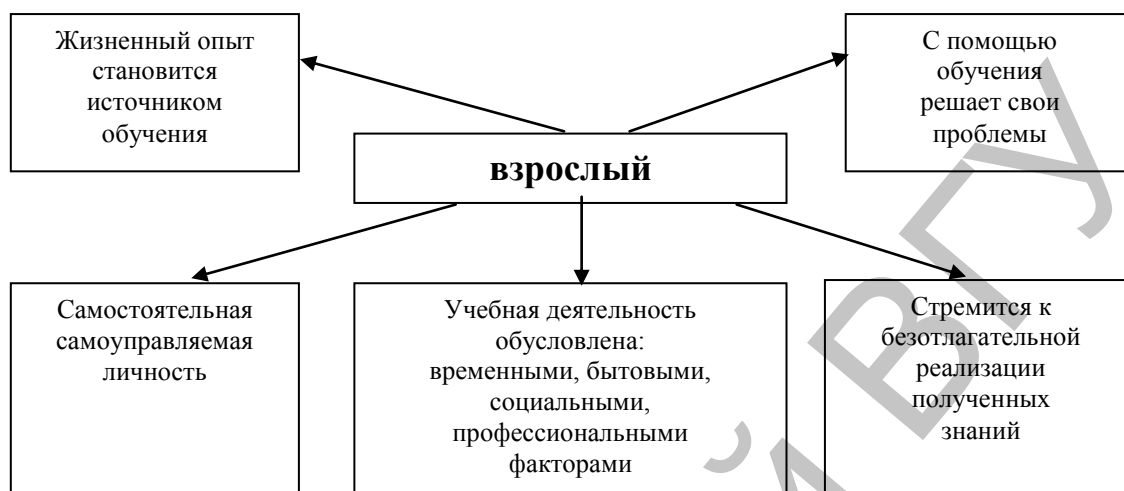 Жизненный опыт
становится
источником
обучения
С помощью
обучения
решает свои
проблемы
взрослый
Самостоятельная
самоуправляемая
личность
Учебная деятельность
обусловлена:
временными, бытовыми,
социальными,
профессиональными
факторами
Стремится к
безотлагательной
реализации
полученных
знаний
Й ВГУ